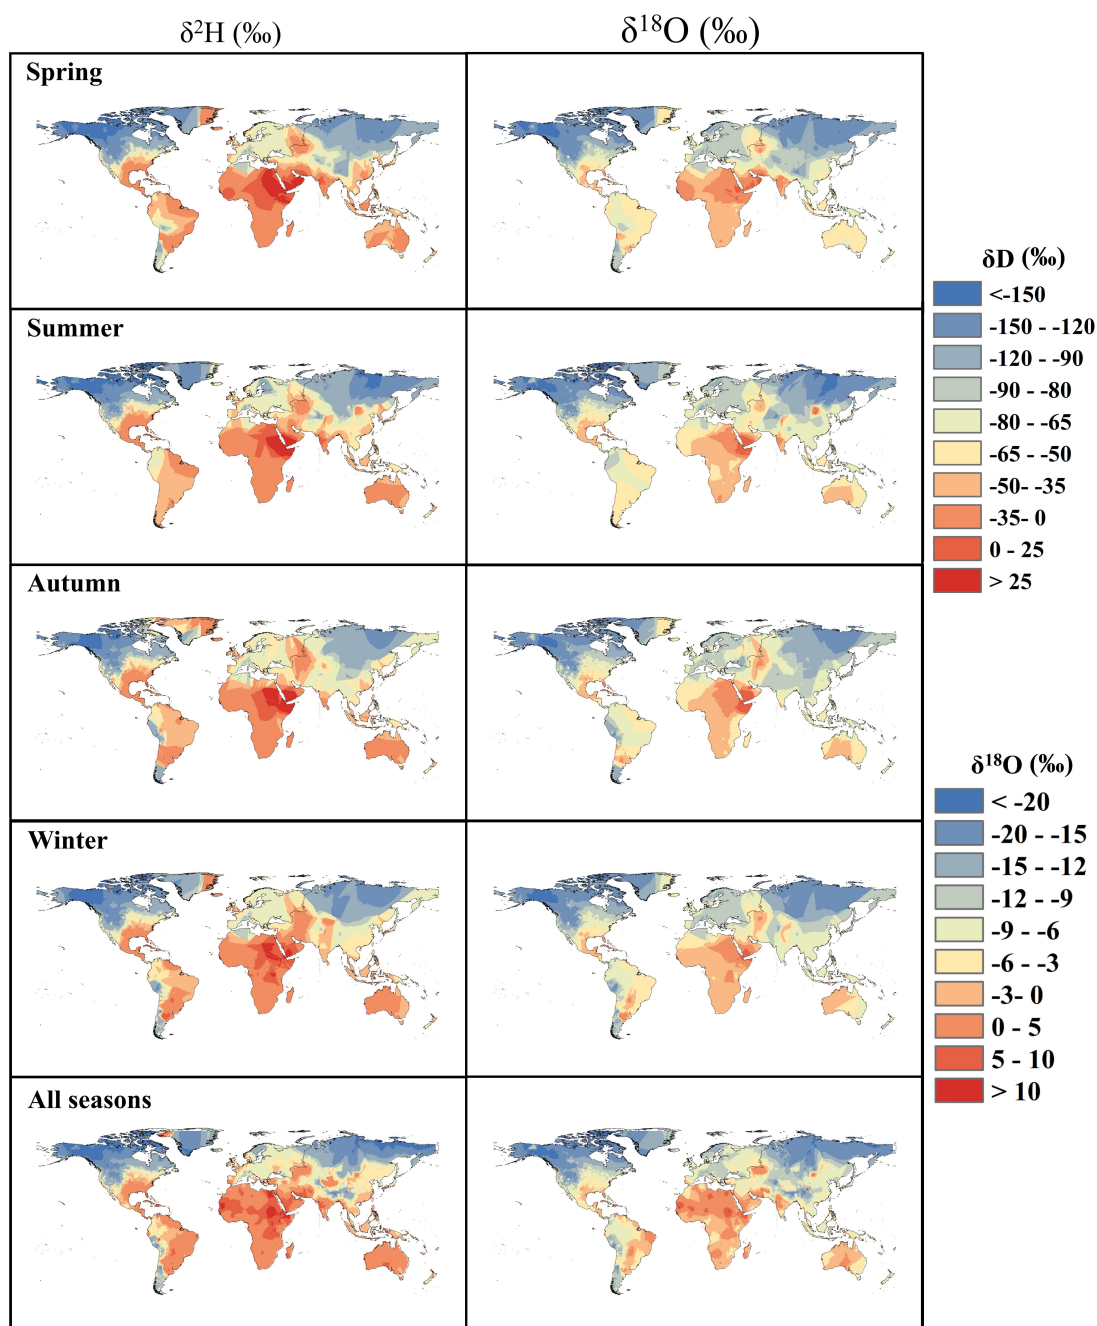 δ²H (‰)
δ¹⁸O (‰)
Spring
Summer
Autumn
Winter
All seasons
δD (‰)
<-150
-150 - -120
-120 - -90
-90 - -80
-80 - -65
-65 - -50
-50- -35
-35- 0
0 - 25
> 25
δ¹⁸O (‰)
< -20
-20 - -15
-15 - -12
-12 - -9
-9 - -6
-6 - -3
-3- 0
0 - 5
5 - 10
> 10